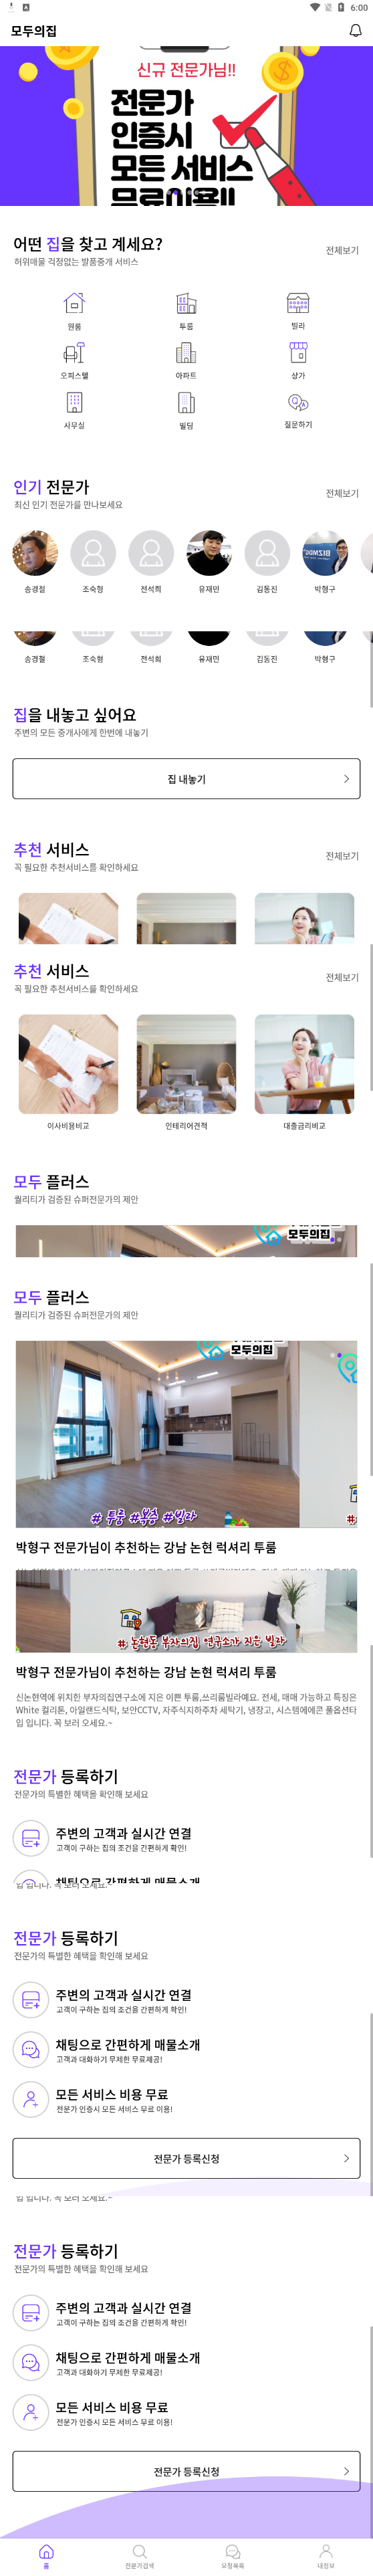 6:00
모두의집
신규 전문가님!!
전문가
인증시
모든 서비스
어떤 집을 찾고 계세요?
허위매물 걱정없는 발품중개 서비스
전체보기
원룸
투룸
빌라
오피스텔
아파트
상가
사무실
빌딩
질문하기
인기 전문가
최신 인기 전문가를 만나보세요
전체보기
송경철
조숙형
전석희
유재민
김동진
박형구
송경철
조숙형
전석희
유재민
김동진
박형구
집을 내놓고 싶어요
주변의 모든 중개사에게 한번에 내놓기
집 내놓기
추천 서비스
꼭 필요한 추천서비스를 확인하세요
전체보기
추천 서비스
꼭 필요한 추천서비스를 확인하세요
전체보기
이사비용비교
인테리어견적
대출금리비교
모두 플러스
퀄리티가 검증된 슈퍼전문가의 제안
모두의집
모두 플러스
퀄리티가 검증된 슈퍼전문가의 제안
모두의집
# 투룸 #복층 #빌라
박형구 전문가님이 추천하는 강남 논현 럭셔리 투룸
# 논현동 부자의집 연구소가 지은 빌라
박형구 전문가님이 추천하는 강남 논현 럭셔리 투룸
신논현역에 위치한 부자의집연구소에 지은 이쁜 투룸,쓰리룸빌라예요. 전세, 매매 가능하고 특징은
White 컬리톤, 아일랜드식탁, 보안CCTV, 자주식지하주차 세탁기, 냉장고, 시스템에에콘 풀옵션타
입 입니다. 꼭 보러 오세요.~
전문가 등록하기
전문가의 특별한 혜택을 확인해 보세요
주변의 고객과 실시간 연결
고객이 구하는 집의 조건을 간편하게 확인!
채팅으로 간편하게 매물소개
입 입니다. 꼭 보러 오세요.~
전문가 등록하기
전문가의 특별한 혜택을 확인해 보세요
주변의 고객과 실시간 연결
고객이 구하는 집의 조건을 간편하게 확인!
채팅으로 간편하게 매물소개
고객과 대화하기 무제한 무료제공!
모든 서비스 비용 무료
전문가 인증시 모든 서비스 무료 이용!
전문가 등록신청
입 입니다. 꼭 보러 오세요.~
전문가 등록하기
전문가의 특별한 혜택을 확인해 보세요
주변의 고객과 실시간 연결
고객이 구하는 집의 조건을 간편하게 확인!
채팅으로 간편하게 매물소개
고객과 대화하기 무제한 무료제공!
모든 서비스 비용 무료
전문가 인증시 모든 서비스 무료 이용!
전문가 등록신청
홈
전문가검색
요청목록
내정보